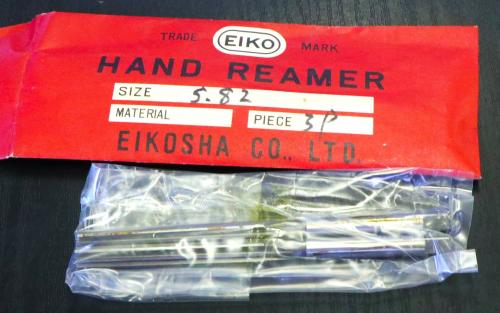 TRADE EIKO MARK
HAND REAMER
SIZE 5.82
MATERIAL PIECE 3P
EIKOSHA CO., LTD.